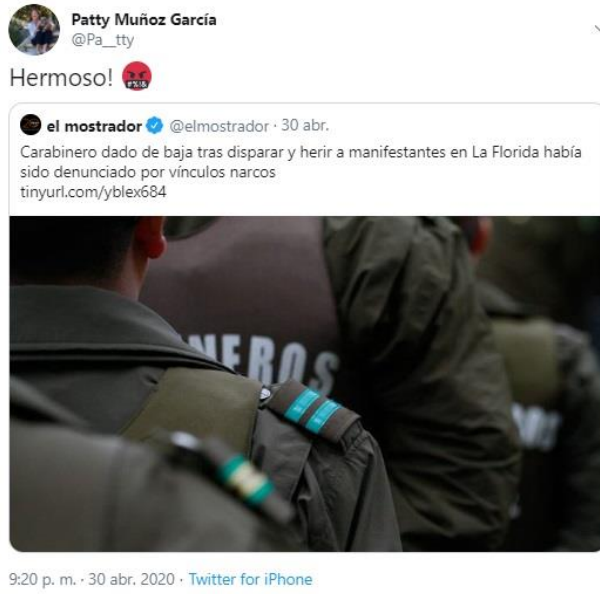 Patty Muñoz García
@Pa__tty
Hermoso!
el mostrador @elmostrador · 30 abr.
Carabinero dado de baja tras disparar y herir a manifestantes en La Florida había
sido denunciado por vínculos narcos
tinyurl.com/yblex684
NEROS
9:20 p. m. · 30 abr. 2020 · Twitter for iPhone